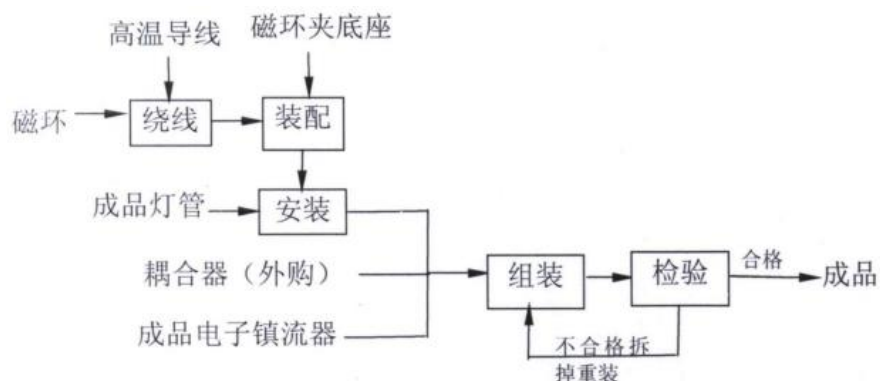 高温导线
磁环夹底座
磁环
绕线
装配
成品灯管
安装
耦合器（外购）
组装
检验
合格
成品
成品电子镇流器
不合格拆
掉重装